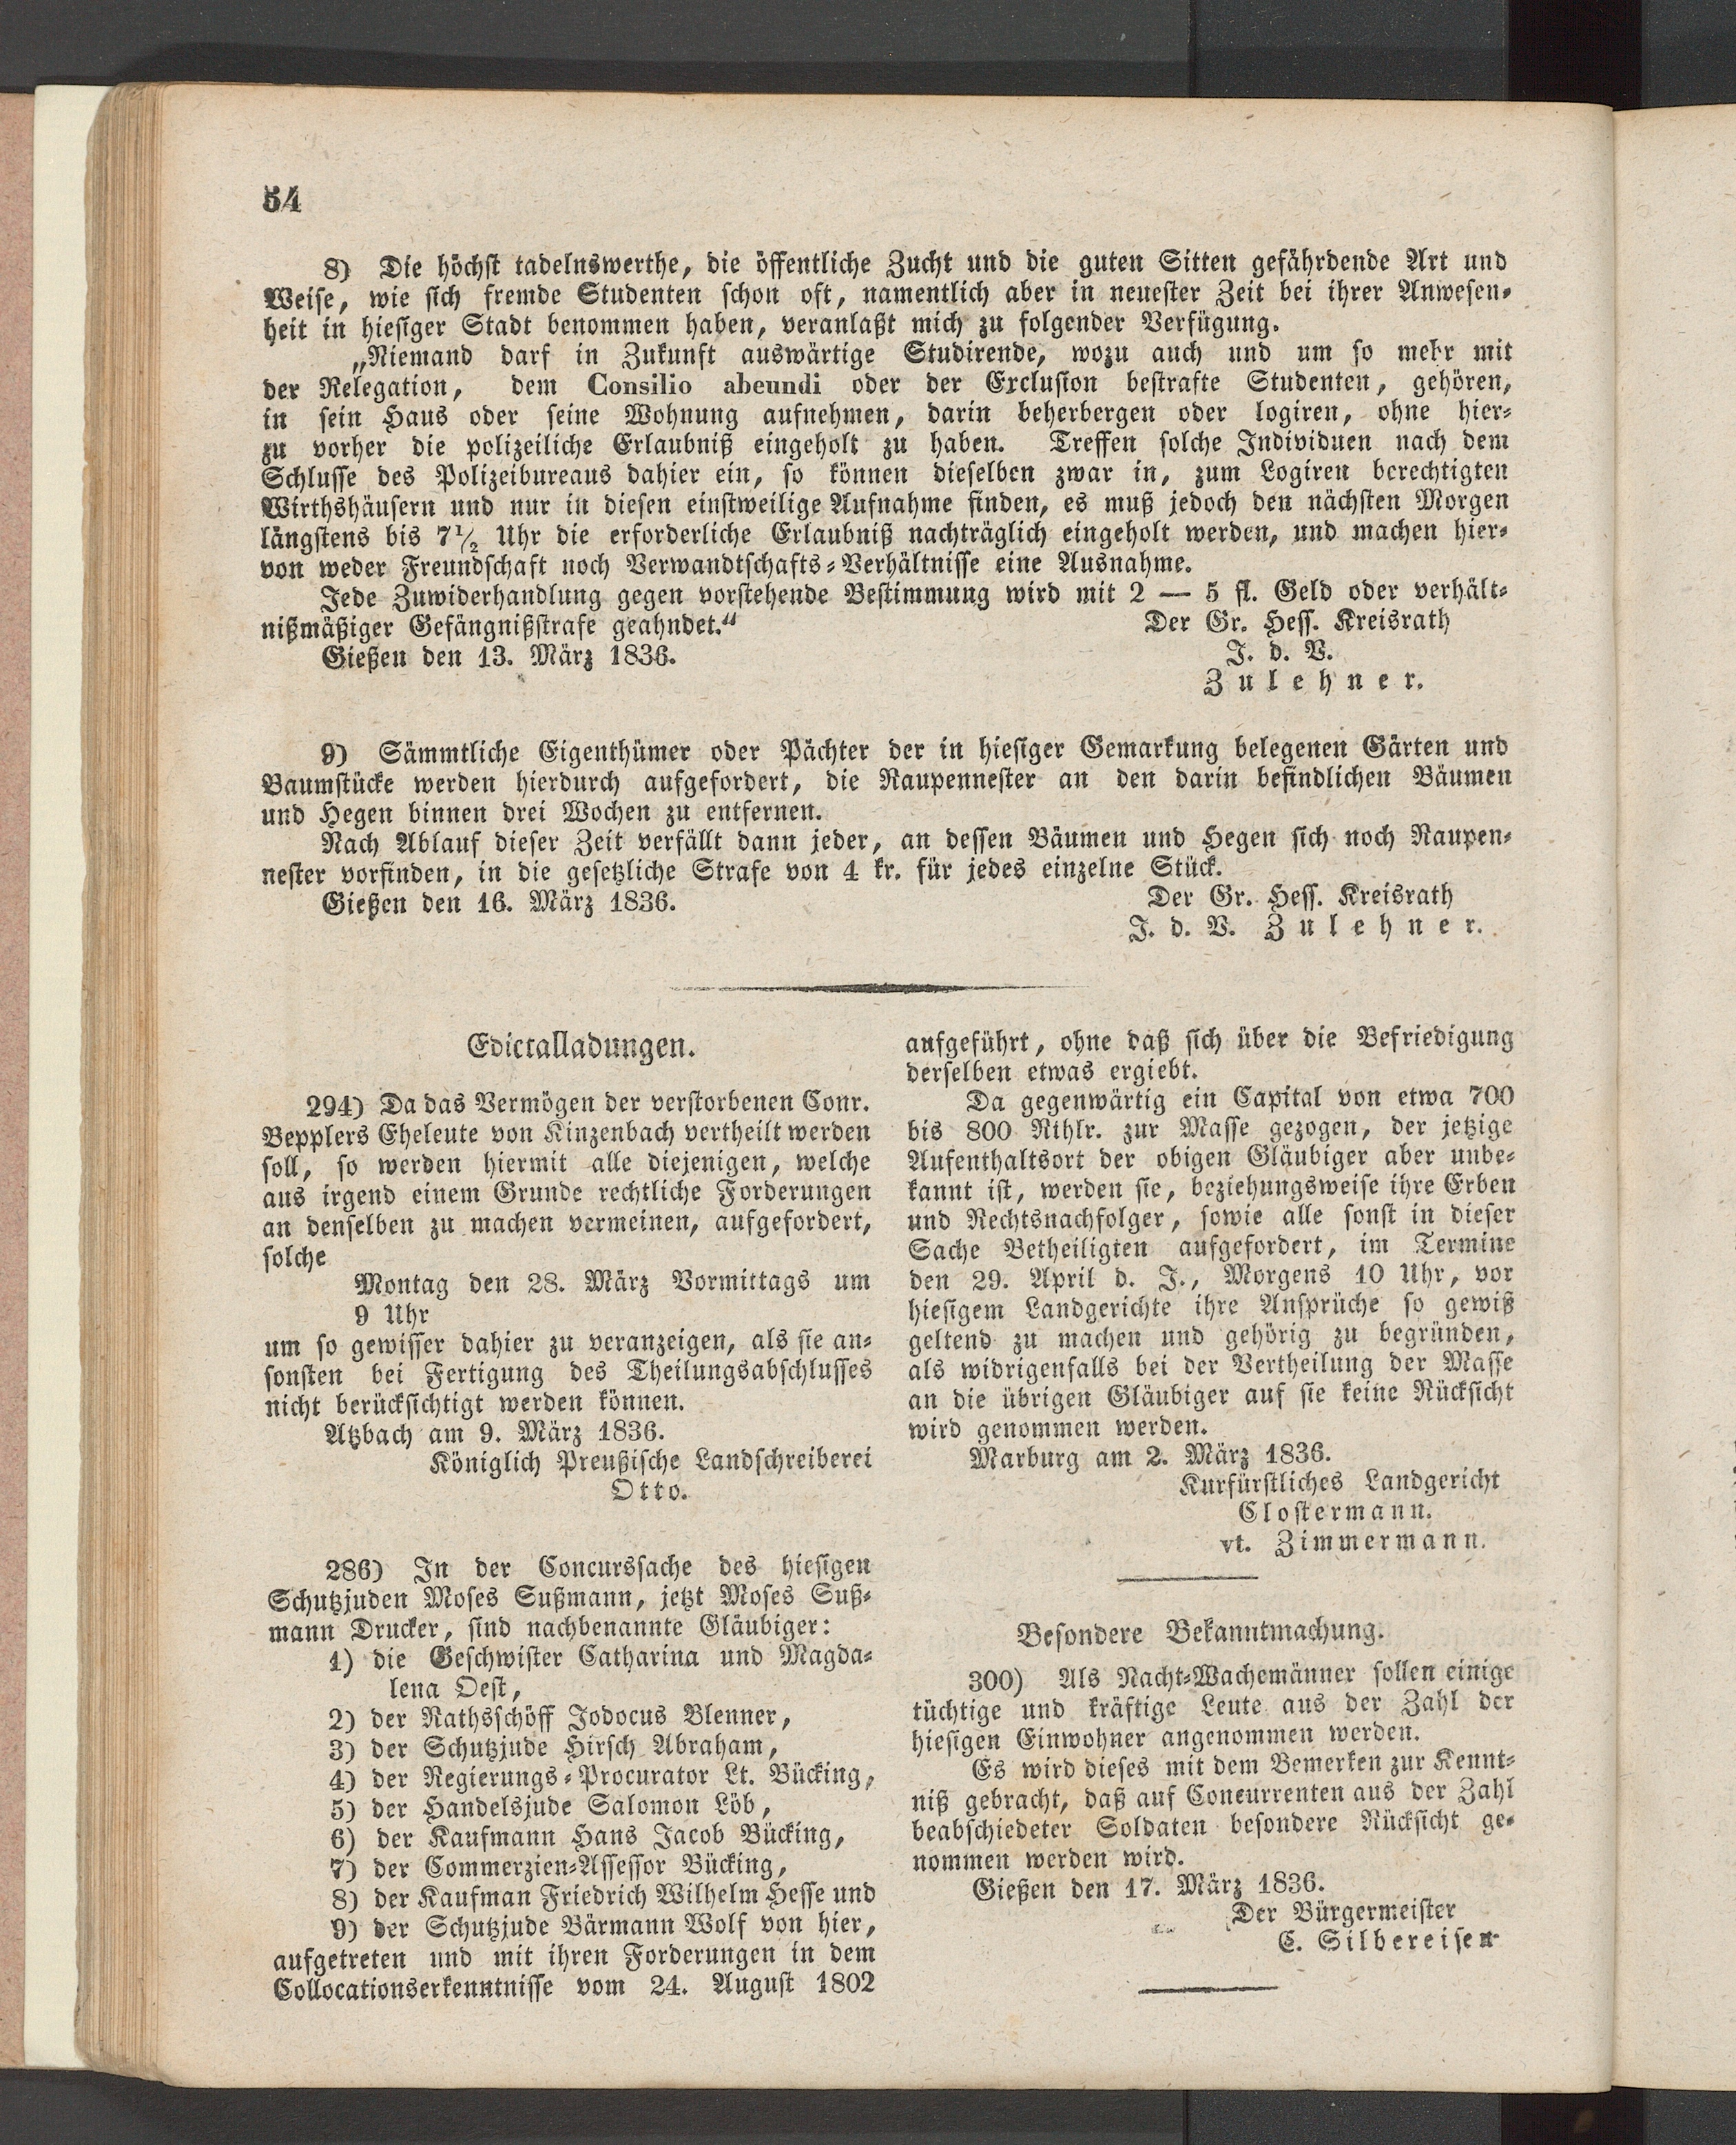 54
8) Die höchst tadelnswerthe, die öffentliche Zucht und die guten Sitten gefährdende Art und
Weise, wie sich fremde Studenten schon oft, namentlich aber in neuester Zeit bei ihrer Anwesen-
heit in hiesiger Stadt benommen haben, veranlaßt mich zu folgender Verfügung.
„Niemand darf in Zukunft auswärtige Studirende, wozu auch und um so mehr mit
der Relegation, dem Consilio abeundi oder der Exclusion bestrafte Studenten, gehören,
in sein Haus oder seine Wohnung aufnehmen, darin beherbergen oder logiren, ohne hier-
zu vorher die polizeiliche Erlaubniß eingeholt zu haben. Treffen solche Individuen nach dem
Schlusse des Polizeibureaus dahier ein, so können dieselben zwar in, zum Logiren berechtigten
Wirthshäusern und nur in diesen einstweilige Aufnahme finden, es muß jedoch den nächsten Morgen
längstens bis 7½ Uhr die erforderliche Erlaubniß nachträglich eingeholt werden, und machen hier-
von weder Freundschaft noch Verwandtschafts-Verhältnisse eine Ausnahme.
Jede Zuwiderhandlung gegen vorstehende Bestimmung wird mit 2 — 5 fl. Geld oder verhält-
nißmäßiger Gefängnißstrafe geahndet.“
Gießen den 13. März 1836.
Der Gr. Hess. Kreisrath
J. d. V.
Zulehner.
9) Sämmtliche Eigenthümer oder Pächter der in hiesiger Gemarkung belegenen Gärten und
Baumstücke werden hierdurch aufgefordert, die Raupennester an den darin befindlichen Bäumen
und Hegen binnen drei Wochen zu entfernen.
Nach Ablauf dieser Zeit verfällt dann jeder, an dessen Bäumen und Hegen sich noch Raupen-
nester vorfinden, in die gesetzliche Strafe von 4 kr. für jedes einzelne Stück.
Gießen den 16. März 1836.
Der Gr. Hess. Kreisrath
J. d. V. Zulehner.
Edictalladungen.
294) Da das Vermögen der verstorbenen Conr.
Bepplers Eheleute von Kinzenbach vertheilt werden
soll, so werden hiermit alle diejenigen, welche
aus irgend einem Grunde rechtliche Forderungen
an denselben zu machen vermeinen, aufgefordert,
solche
Montag den 28. März Vormittags um
9 Uhr
um so gewisser dahier zu veranzeigen, als sie an-
sonsten bei Fertigung des Theilungsabschlusses
nicht berücksichtigt werden können.
Atzbach am 9. März 1836.
Königlich Preußische Landschreiberei
Otto.
286) In der Concurssache des hiesigen
Schutzjuden Moses Sußmann, jetzt Moses Suß-
mann Drucker, sind nachbenannte Gläubiger:
1) die Geschwister Catharina und Magda-
lena Oest,
2) der Rathsschöff Jodocus Blenner,
3) der Schutzjude Hirsch Abraham,
4) der Regierungs-Procurator Lt. Bücking,
5) der Handelsjude Salomon Löb,
6) der Kaufmann Hans Jacob Bücking,
7) der Commerzien-Assessor Bücking,
8) der Kaufman Friedrich Wilhelm Hesse und
9) der Schutzjude Bärmann Wolf von hier,
aufgetreten und mit ihren Forderungen in dem
Collocationserkenntnisse vom 24. August 1802
aufgeführt, ohne daß sich über die Befriedigung
derselben etwas ergiebt.
Da gegenwärtig ein Capital von etwa 700
bis 800 Rthlr. zur Masse gezogen, der jetzige
Aufenthaltsort der obigen Gläubiger aber unbe-
kannt ist, werden sie, beziehungsweise ihre Erben
und Rechtsnachfolger, sowie alle sonst in dieser
Sache Betheiligten aufgefordert, im Termine
den 29. April d. J., Morgens 10 Uhr, vor
hiesigem Landgerichte ihre Ansprüche so gewiß
geltend zu machen und gehörig zu begründen,
als widrigenfalls bei der Vertheilung der Masse
an die übrigen Gläubiger auf sie keine Rücksicht
wird genommen werden.
Marburg am 2. März 1836.
Kurfürstliches Landgericht
Clostermann.
vt. Zimmermann.
Besondere Bekanntmachung.
300) Als Nacht-Wachemänner sollen einige
tüchtige und kräftige Leute aus der Zahl der
hiesigen Einwohner angenommen werden.
Es wird dieses mit dem Bemerken zur Kennt-
niß gebracht, daß auf Concurrenten aus der Zahl
beabschiedeter Soldaten besondere Rücksicht ge-
nommen werden wird.
Gießen den 17. März 1836.
Der Bürgermeister
C. Silbereisen